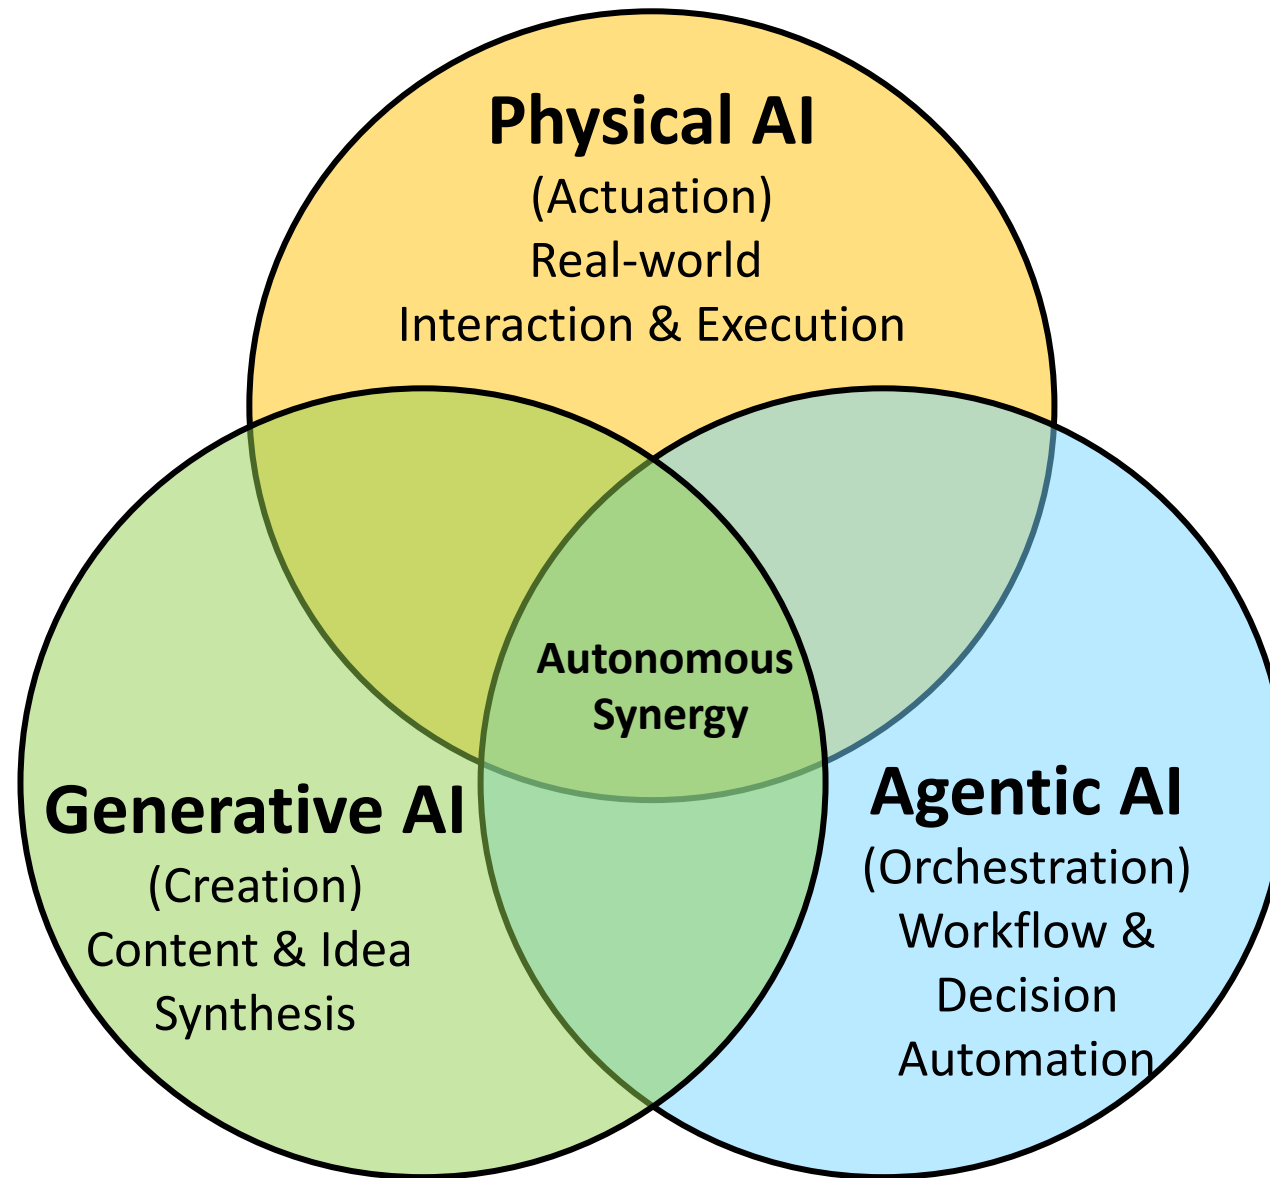 Physical AI
(Actuation)
Real-world
Interaction & Execution
Autonomous
Synergy
Generative AI
(Creation)
Content & Idea
Synthesis
Agentic AI
(Orchestration)
Workflow &
Decision
Automation